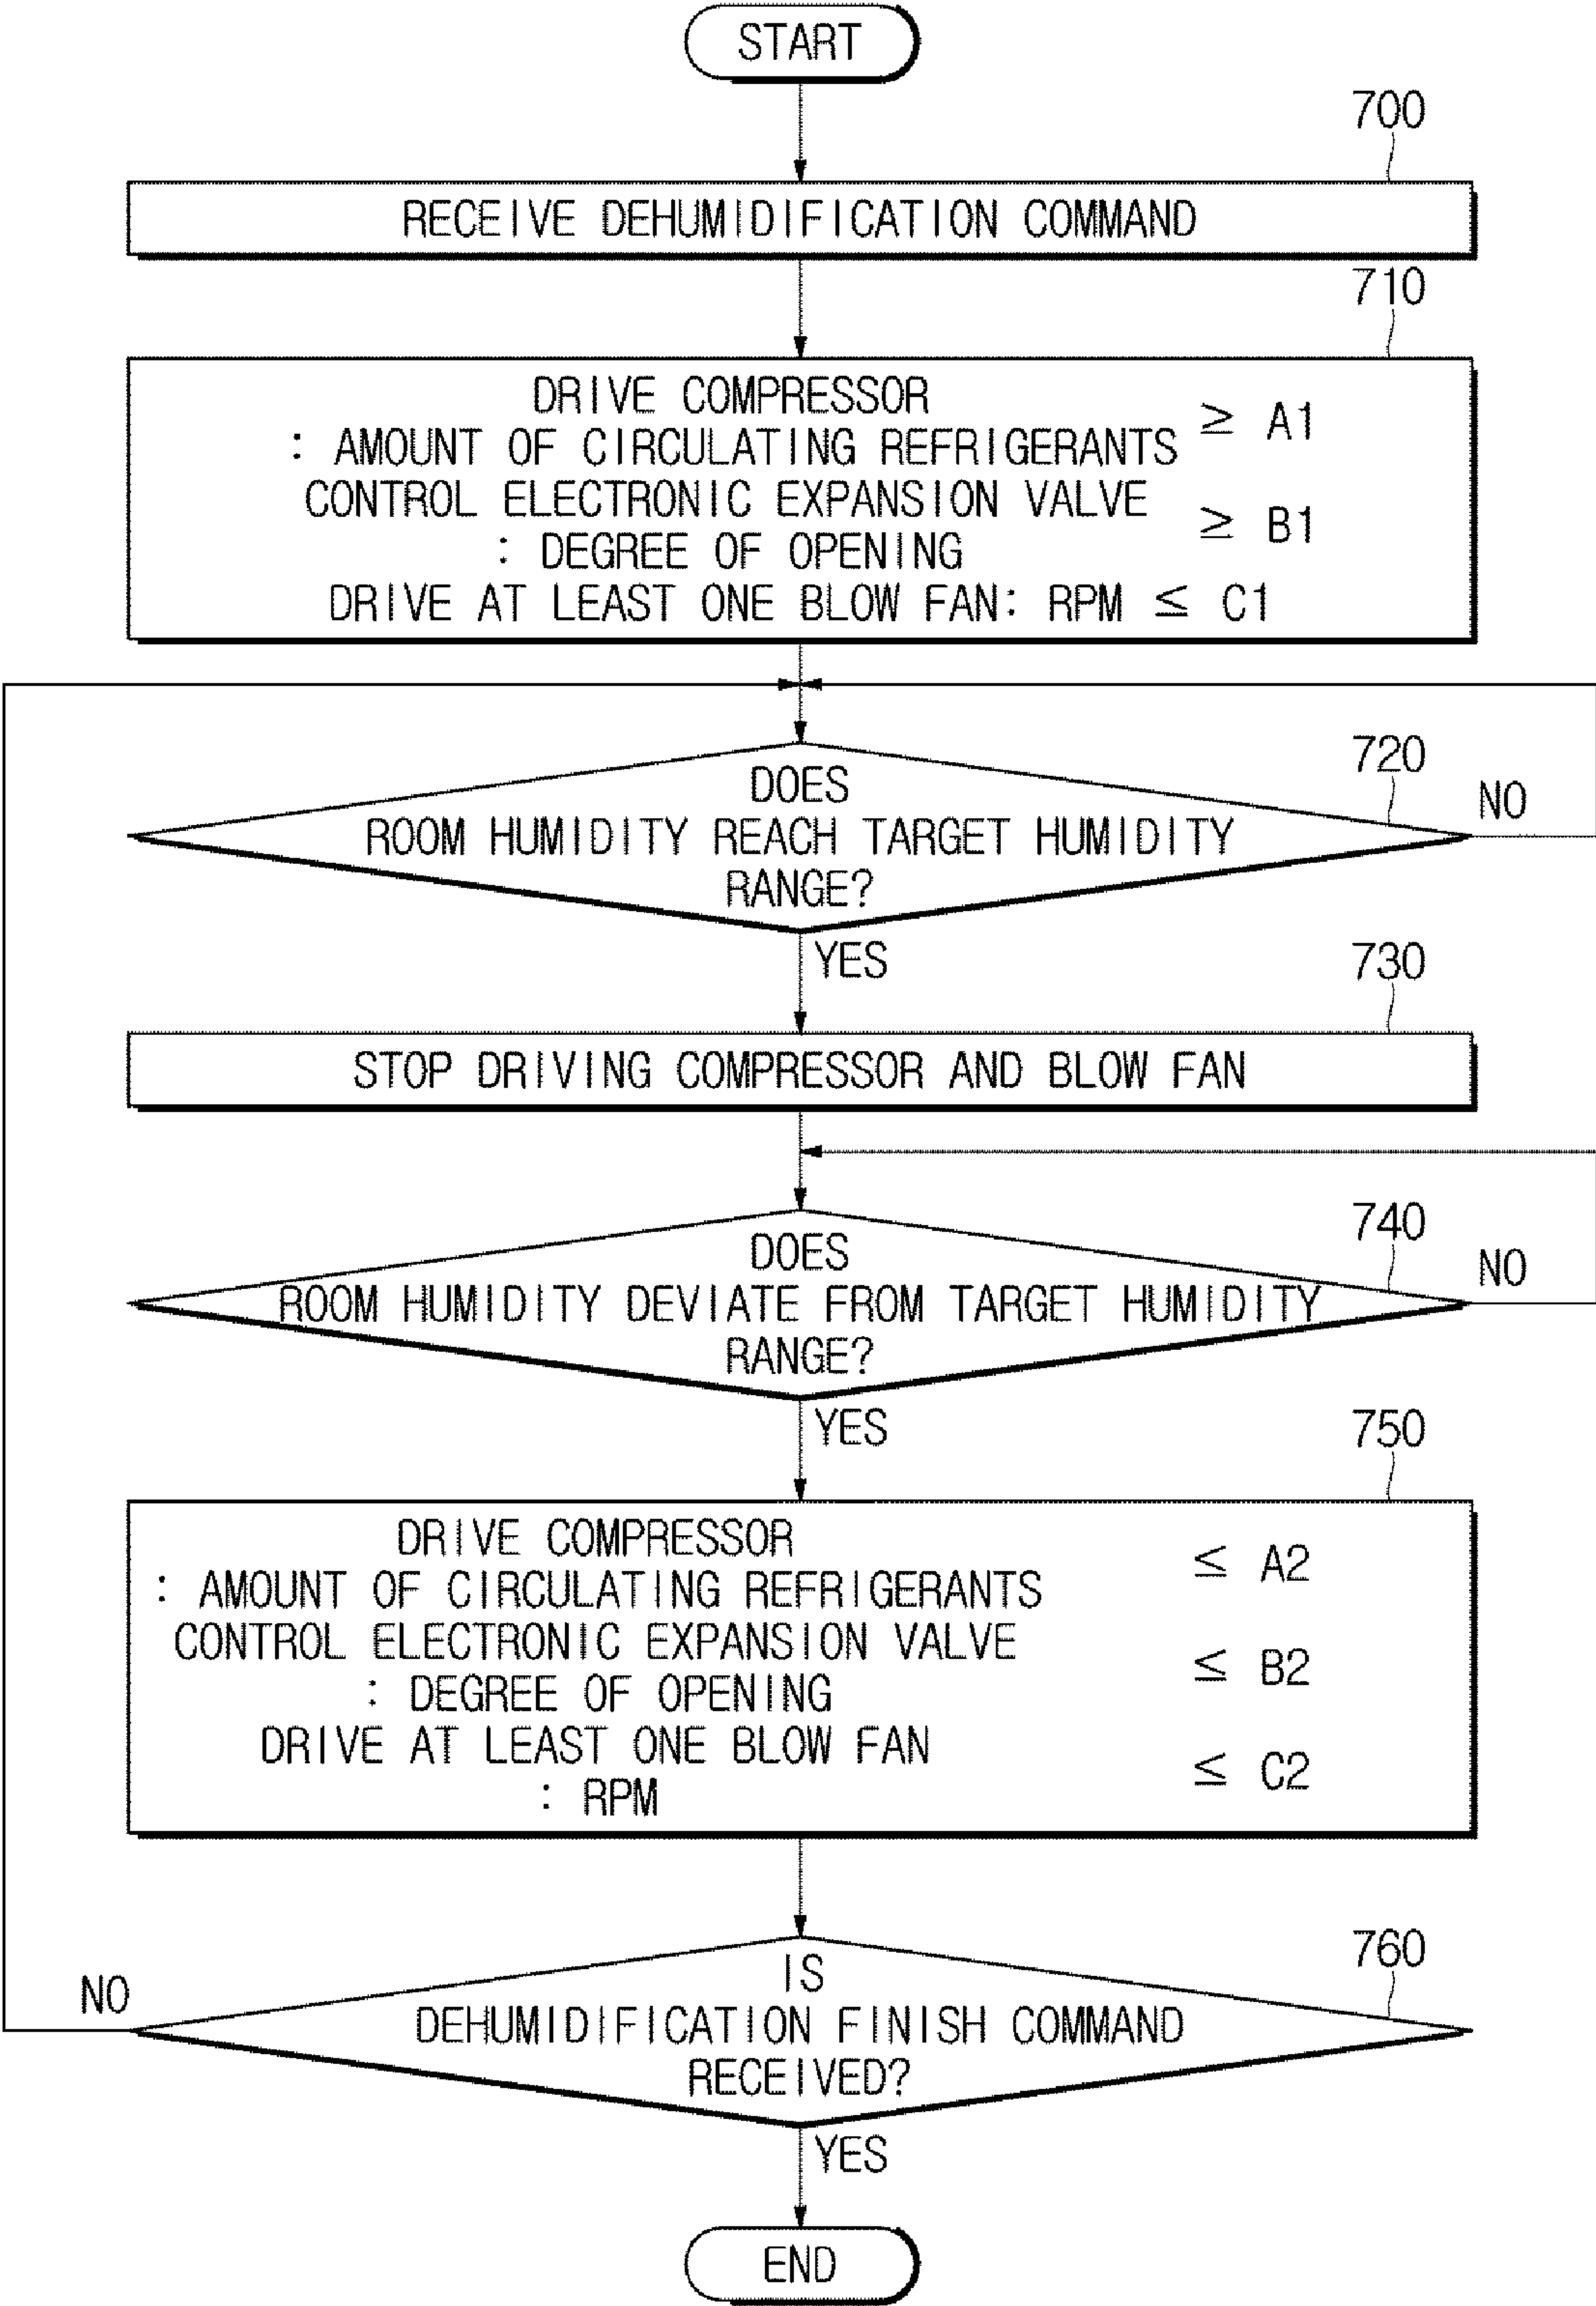 START
700
RECEIVE DEHUMIDIFICATION COMMAND
710
DRIVE COMPRESSOR
: AMOUNT OF CIRCULATING REFRIGERANTS ≥ A1
CONTROL ELECTRONIC EXPANSION VALVE
: DEGREE OF OPENING ≥ B1
DRIVE AT LEAST ONE BLOW FAN: RPM ≤ C1
720
DOES
ROOM HUMIDITY REACH TARGET HUMIDITY
RANGE?
NO
YES
730
STOP DRIVING COMPRESSOR AND BLOW FAN
740
DOES
ROOM HUMIDITY DEVIATE FROM TARGET HUMIDITY
RANGE?
NO
YES
750
DRIVE COMPRESSOR
: AMOUNT OF CIRCULATING REFRIGERANTS ≤ A2
CONTROL ELECTRONIC EXPANSION VALVE
: DEGREE OF OPENING ≤ B2
DRIVE AT LEAST ONE BLOW FAN
: RPM ≤ C2
760
IS
DEHUMIDIFICATION FINISH COMMAND
RECEIVED?
NO
YES
END